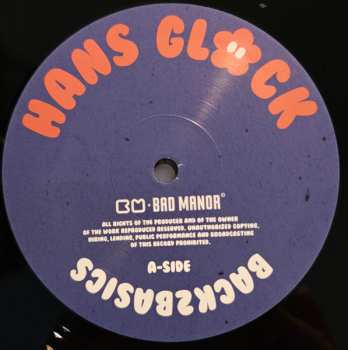 HANS GLOCK
BM · BAD MANOR®
ALL RIGHTS OF THE PRODUCER AND OF THE OWNER
OF THE WORK REPRODUCED RESERVED. UNAUTHORIZED COPYING,
HIRING, LENDING, PUBLIC PERFORMANCE AND BROADCASTING
OF THIS RECORD PROHIBITED.
A-SIDE
BACK2BASICS